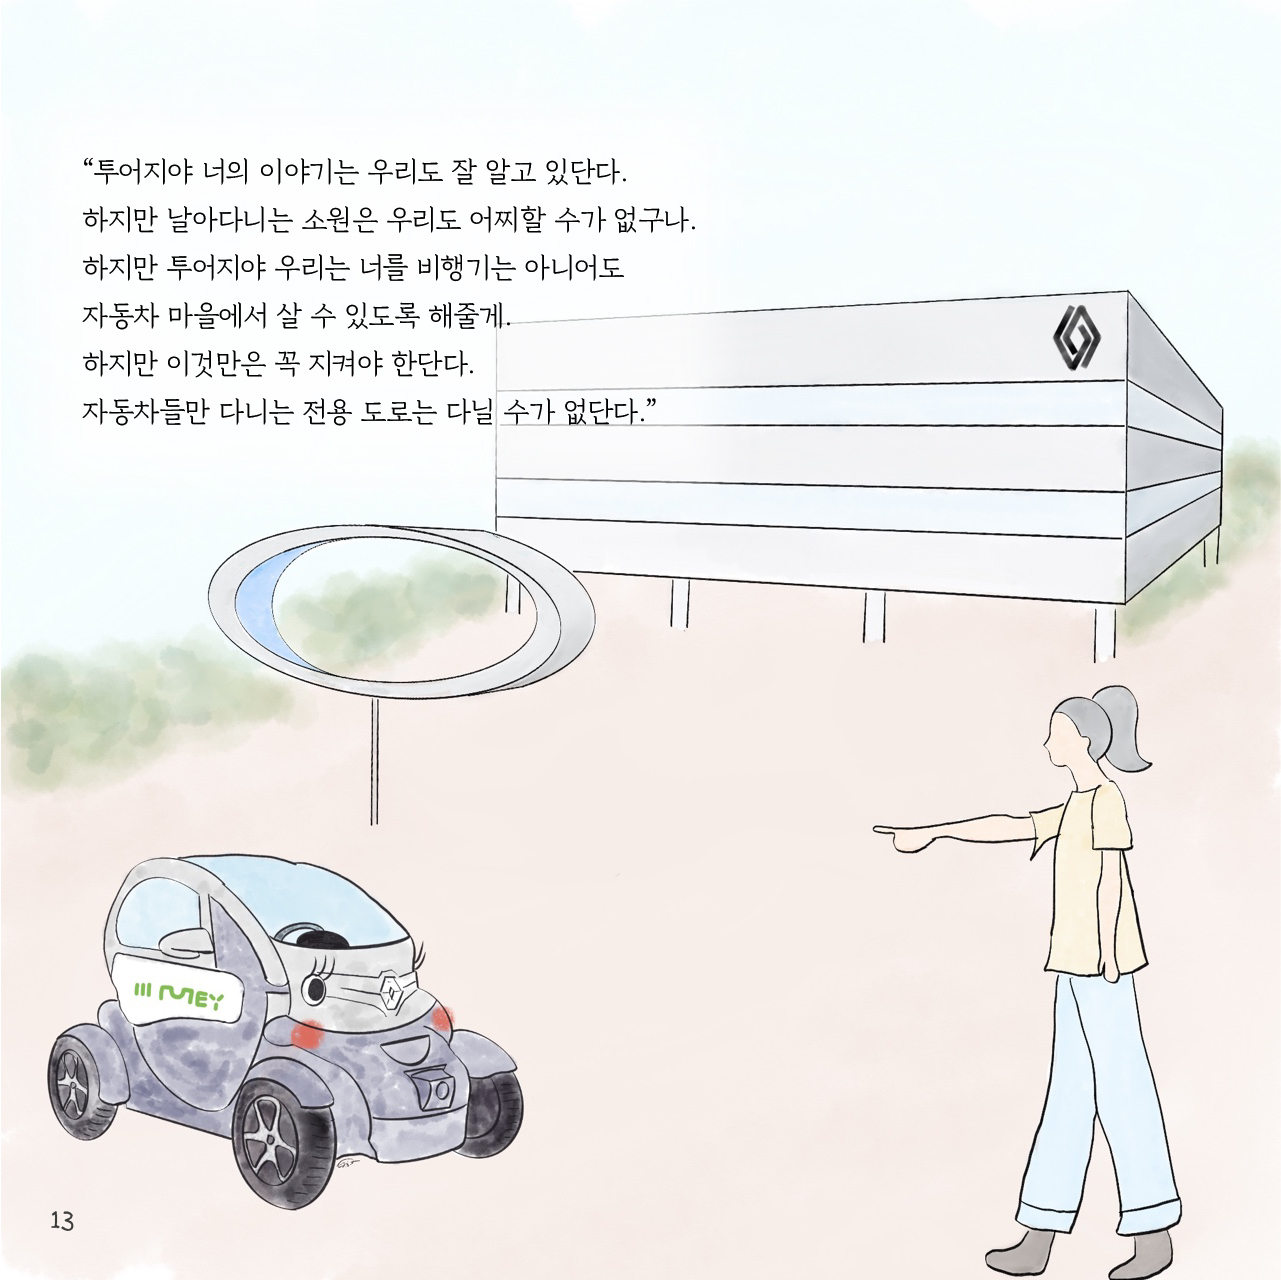 “투어지야 너의 이야기는 우리도 잘 알고 있단다.
하지만 날아다니는 소원은 우리도 어찌할 수가 없구나.
하지만 투어지야 우리는 너를 비행기는 아니어도
자동차 마을에서 살 수 있도록 해줄게.
하지만 이것만은 꼭 지켜야 한단다.
자동차들만 다니는 전용 도로는 다닐 수가 없단다.”
MEY
13